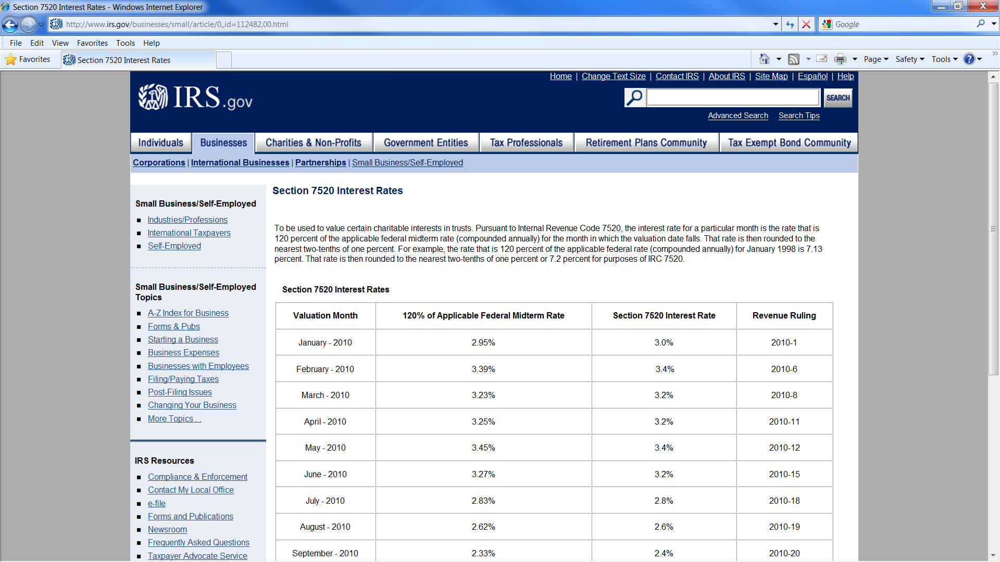 Section 7520 Interest Rates - Windows Internet Explorer
http://www.irs.gov/businesses/small/article/0,,id=112482,00.html
Google
File Edit View Favorites Tools Help
Favorites
Section 7520 Interest Rates
Page Safety Tools
Home | Change Text Size | Contact IRS | About IRS | Site Map | Español | Help
IRS.gov
SEARCH
Advanced Search Search Tips
Individuals Businesses Charities & Non-Profits Government Entities Tax Professionals Retirement Plans Community Tax Exempt Bond Community
Corporations | International Businesses | Partnerships | Small Business/Self-Employed
Small Business/Self-Employed
Industries/Professions
International Taxpayers
Self-Employed
Small Business/Self-Employed
Topics
A-Z Index for Business
Forms & Pubs
Starting a Business
Business Expenses
Businesses with Employees
Filing/Paying Taxes
Post-Filing Issues
Changing Your Business
More Topics . .
IRS Resources
Compliance & Enforcement
Contact My Local Office
e-file
Forms and Publications
Newsroom
Frequently Asked Questions
Taxpayer Advocate Service
Section 7520 Interest Rates
To be used to value certain charitable interests in trusts. Pursuant to Internal Revenue Code 7520, the interest rate for a particular month is the rate that is
120 percent of the applicable federal midterm rate (compounded annually) for the month in which the valuation date falls. That rate is then rounded to the
nearest two-tenths of one percent. For example, the rate that is 120 percent of the applicable federal rate (compounded annually) for January 1998 is 7.13
percent. That rate is then rounded to the nearest two-tenths of one percent or 7.2 percent for purposes of IRC 7520.
Section 7520 Interest Rates
Valuation Month 120% of Applicable Federal Midterm Rate Section 7520 Interest Rate Revenue Ruling
January - 2010 2.95% 3.0% 2010-1
February - 2010 3.39% 3.4% 2010-6
March - 2010 3.23% 3.2% 2010-8
April - 2010 3.25% 3.2% 2010-11
May - 2010 3.45% 3.4% 2010-12
June - 2010 3.27% 3.2% 2010-15
July - 2010 2.83% 2.8% 2010-18
August - 2010 2.62% 2.6% 2010-19
September - 2010 2.33% 2.4% 2010-20